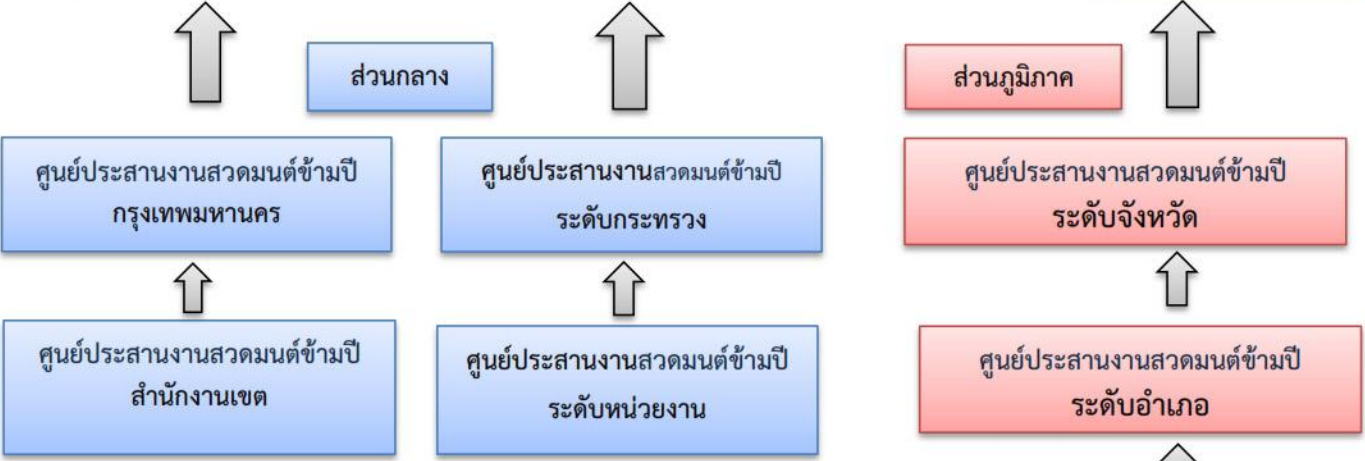 ส่วนกลาง
ส่วนภูมิภาค
ศูนย์ประสานงานสวดมนต์ข้ามปี
กรุงเทพมหานคร
ศูนย์ประสานงานสวดมนต์ข้ามปี
ระดับกระทรวง
ศูนย์ประสานงานสวดมนต์ข้ามปี
ระดับจังหวัด
ศูนย์ประสานงานสวดมนต์ข้ามปี
สำนักงานเขต
ศูนย์ประสานงานสวดมนต์ข้ามปี
ระดับหน่วยงาน
ศูนย์ประสานงานสวดมนต์ข้ามปี
ระดับอำเภอ